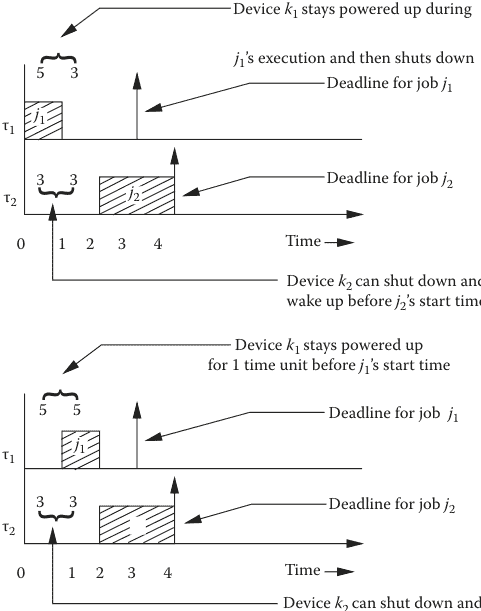 Device k1 stays powered up during
j1's execution and then shuts down
5 3
Deadline for job j1
j1
τ1
Deadline for job j2
3 3
j2
τ2
0 1 2 3 4 Time
Device k2 can shut down and
wake up before j2's start time
Device k1 stays powered up
for 1 time unit before j1's start time
5 5
Deadline for job j1
j1
τ1
3 3
Deadline for job j2
τ2
0 1 2 3 4 Time
Device k2 can shut down and